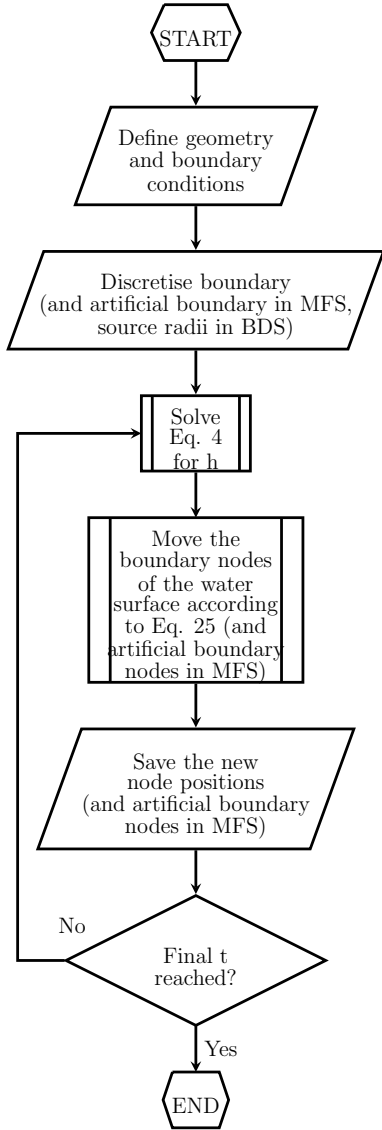 START
Define geometry
and boundary
conditions
Discretise boundary
(and artificial boundary in MFS,
source radii in BDS)
Solve
Eq. 4
for h
Move the
boundary nodes
of the water
surface according
to Eq. 25 (and
artificial boundary
nodes in MFS)
Save the new
node positions
(and artificial boundary
nodes in MFS)
No
Final t
reached?
Yes
END